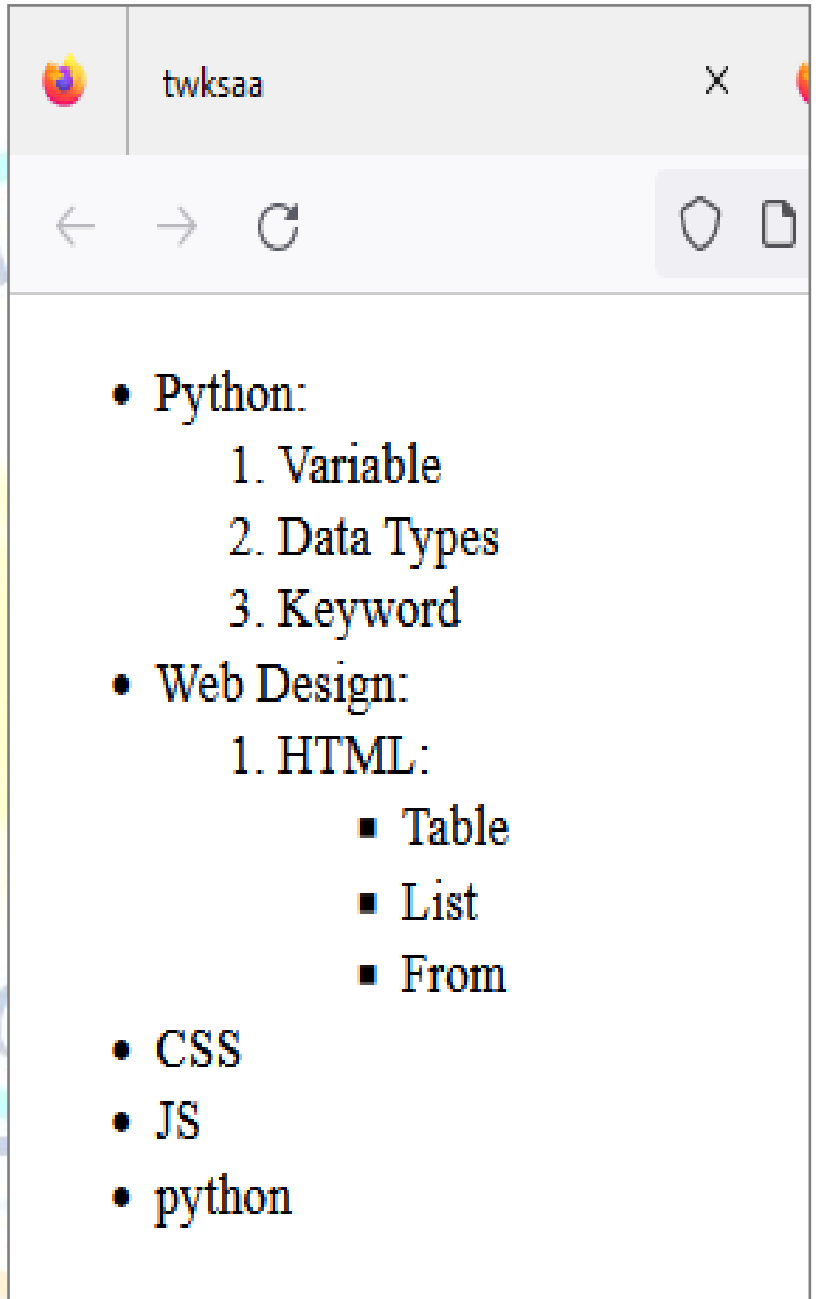 twksaa
• Python:
1. Variable
2. Data Types
3. Keyword
• Web Design:
1. HTML:
▪ Table
▪ List
▪ From
• CSS
• JS
• python